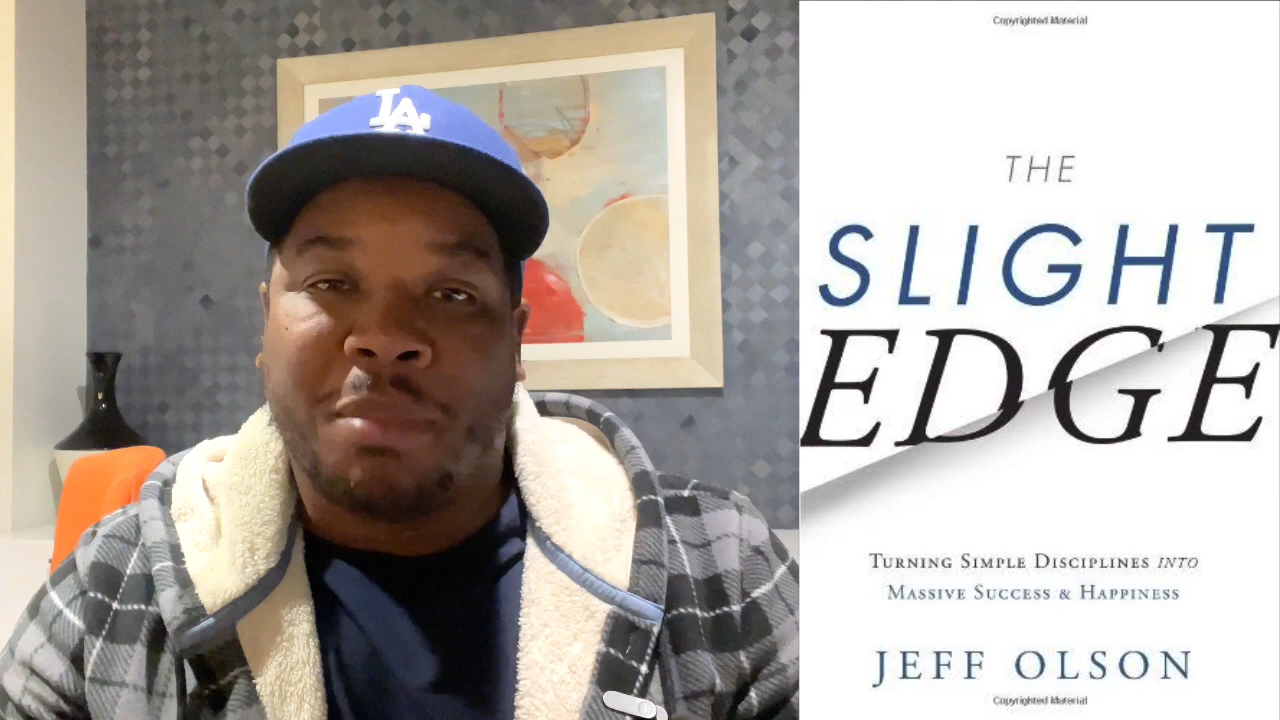 LA
Copyrighted Material
THE
SLIGHT
EDGE
TURNING SIMPLE DISCIPLINES INTO
MASSIVE SUCCESS & HAPPINESS
JEFF OLSON
Copyrighted Material